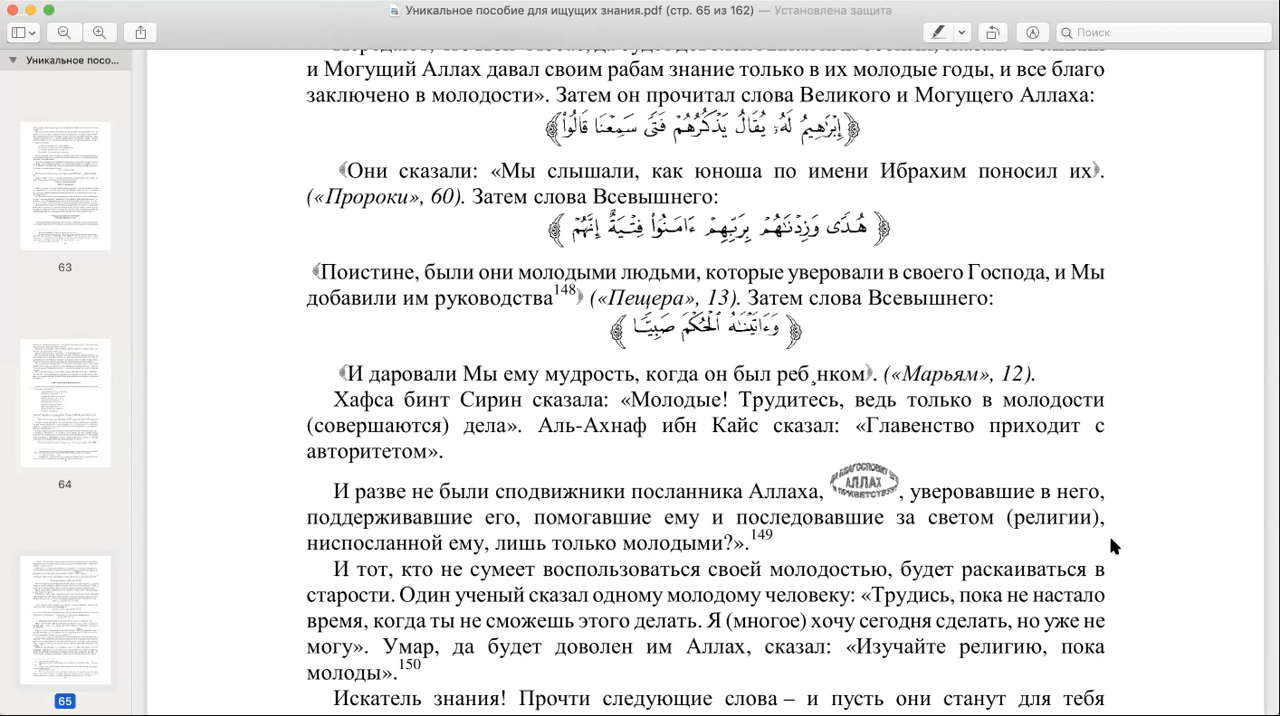 Уникальное пособие для ищущих знания.pdf (стр. 65 из 162) — Установлена защита
Поиск
Уникальное посо...
63
64
65
и Могущий Аллах давал своим рабам знание только в их молодые годы, и все благо
заключено в молодости». Затем он прочитал слова Великого и Могущего Аллаха:
﴿إِبْرَاهِيمُ لَهُ يُقَالُ يَذْكُرُهُمْ فَتًى سَمِعْنَا قَالُوا۟﴾
﴾Они сказали: «Мы слышали, как юноша по имени Ибрахим поносил их﴿.
(«Пророки», 60). Затем слова Всевышнего:
﴿هُدًى وَزِدْنَـٰهُمْ بِرَبِّهِمْ ءَامَنُوا۟ فِتْيَةٌ إِنَّهُمْ﴾
﴾Поистине, были они молодыми людьми, которые уверовали в своего Господа, и Мы
добавили им руководства148﴿ («Пещера», 13). Затем слова Всевышнего:
﴿وَءَاتَيْنَـٰهُ ٱلْحُكْمَ صَبِيًّا﴾
﴾И даровали Мы ему мудрость, когда он был реб¸нком﴿. («Марьям», 12).
Хафса бинт Сирин сказала: «Молодые! Трудитесь, ведь только в молодости
(совершаются) дела». Аль-Ахнаф ибн Кайс сказал: «Главенство приходит с
авторитетом».
И разве не были сподвижники посланника Аллаха, ДА БЛАГОСЛОВИТ ЕГО АЛЛАХ И ПРИВЕТСТВУЕТ, уверовавшие в него,
поддерживавшие его, помогавшие ему и последовавшие за светом (религии),
ниспосланной ему, лишь только молодыми?».149
И тот, кто не сумеет воспользоваться своей молодостью, будет раскаиваться в
старости. Один ученый сказал одному молодому человеку: «Трудись, пока не настало
время, когда ты не сможешь этого делать. Я (многое) хочу сегодня сделать, но уже не
могу». Умар, да будет доволен им Аллах, сказал: «Изучайте религию, пока
молоды».150
Искатель знания! Прочти следующие слова – и пусть они станут для тебя